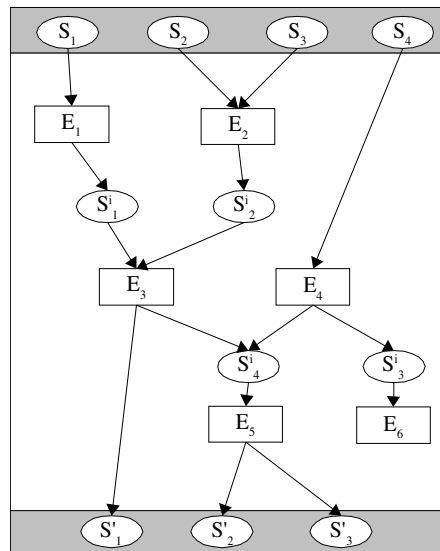 S₁ S₂ S₃ S₄
E₁ E₂
Sⁱ₁ Sⁱ₂
E₃ E₄
Sⁱ₄ Sⁱ₃
E₅ E₆
S'₁ S'₂ S'₃